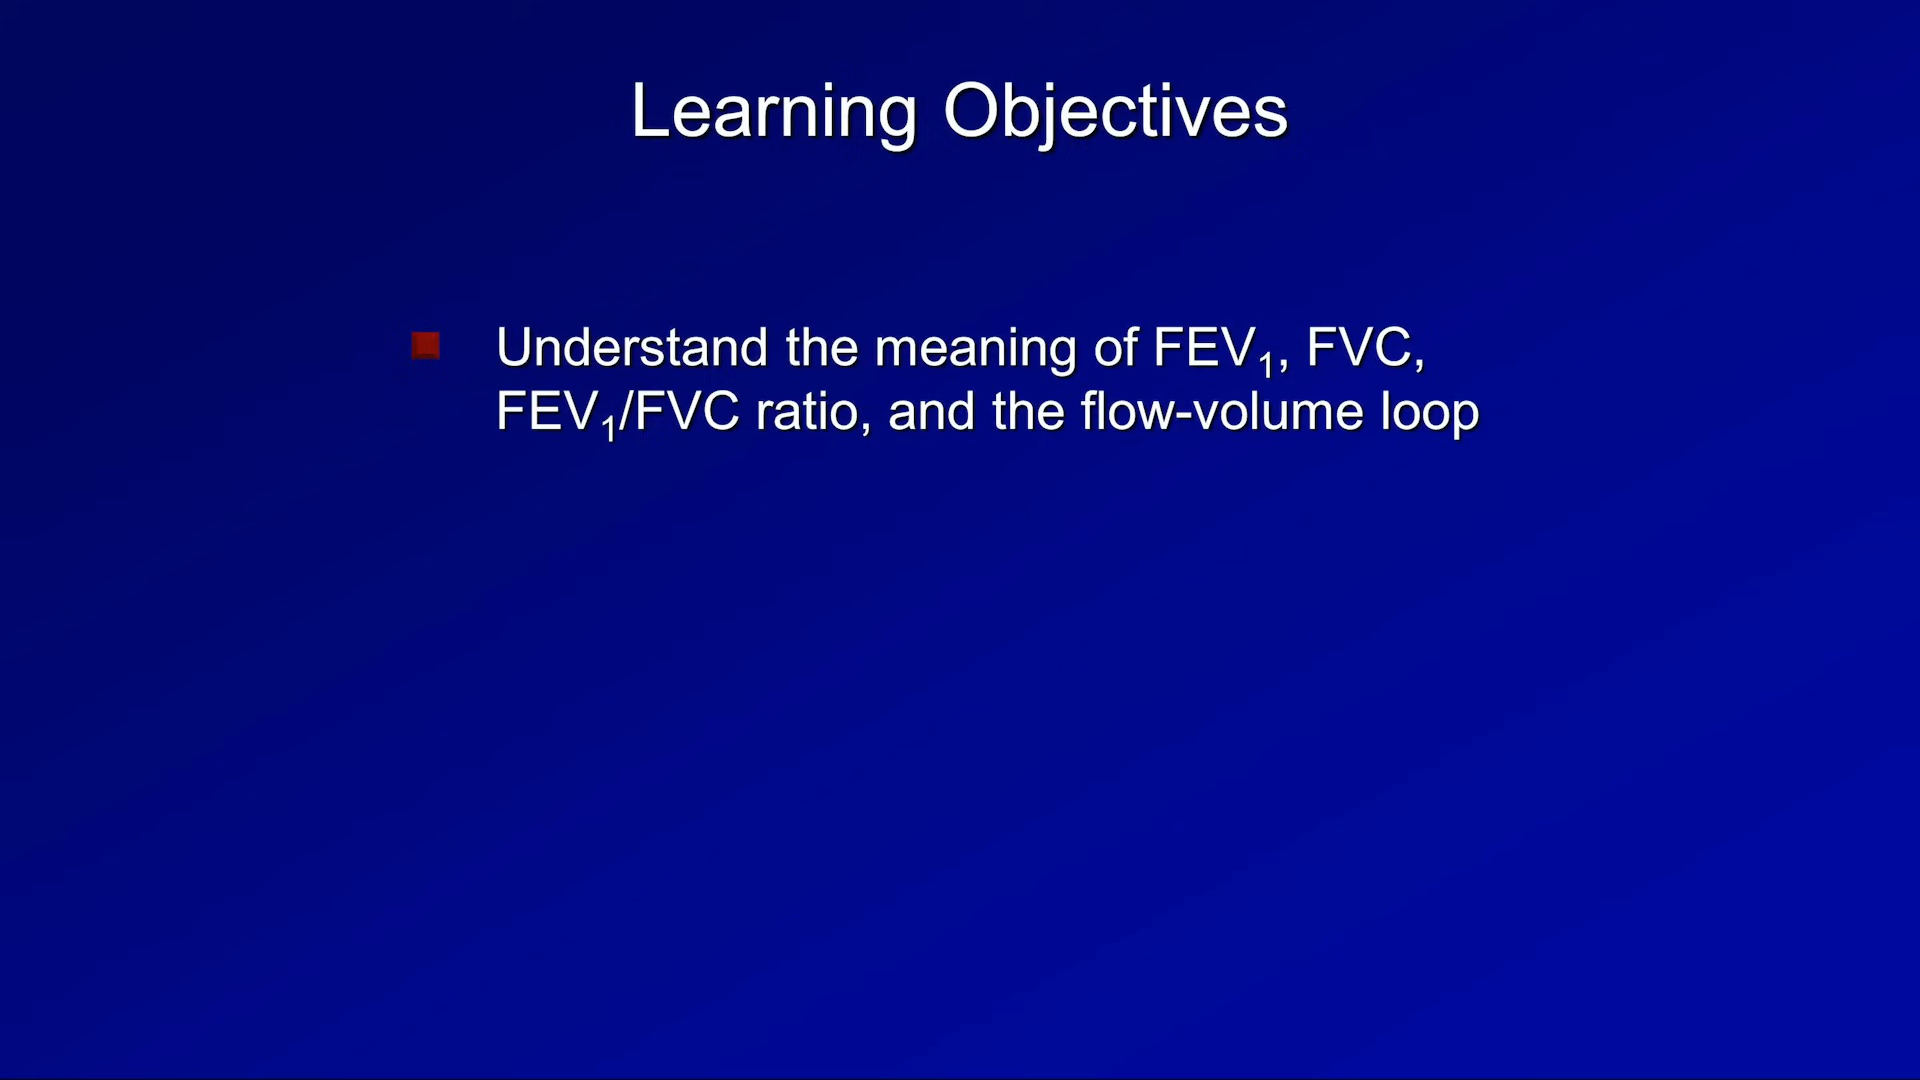 Learning Objectives
Understand the meaning of FEV₁, FVC,
FEV₁/FVC ratio, and the flow-volume loop